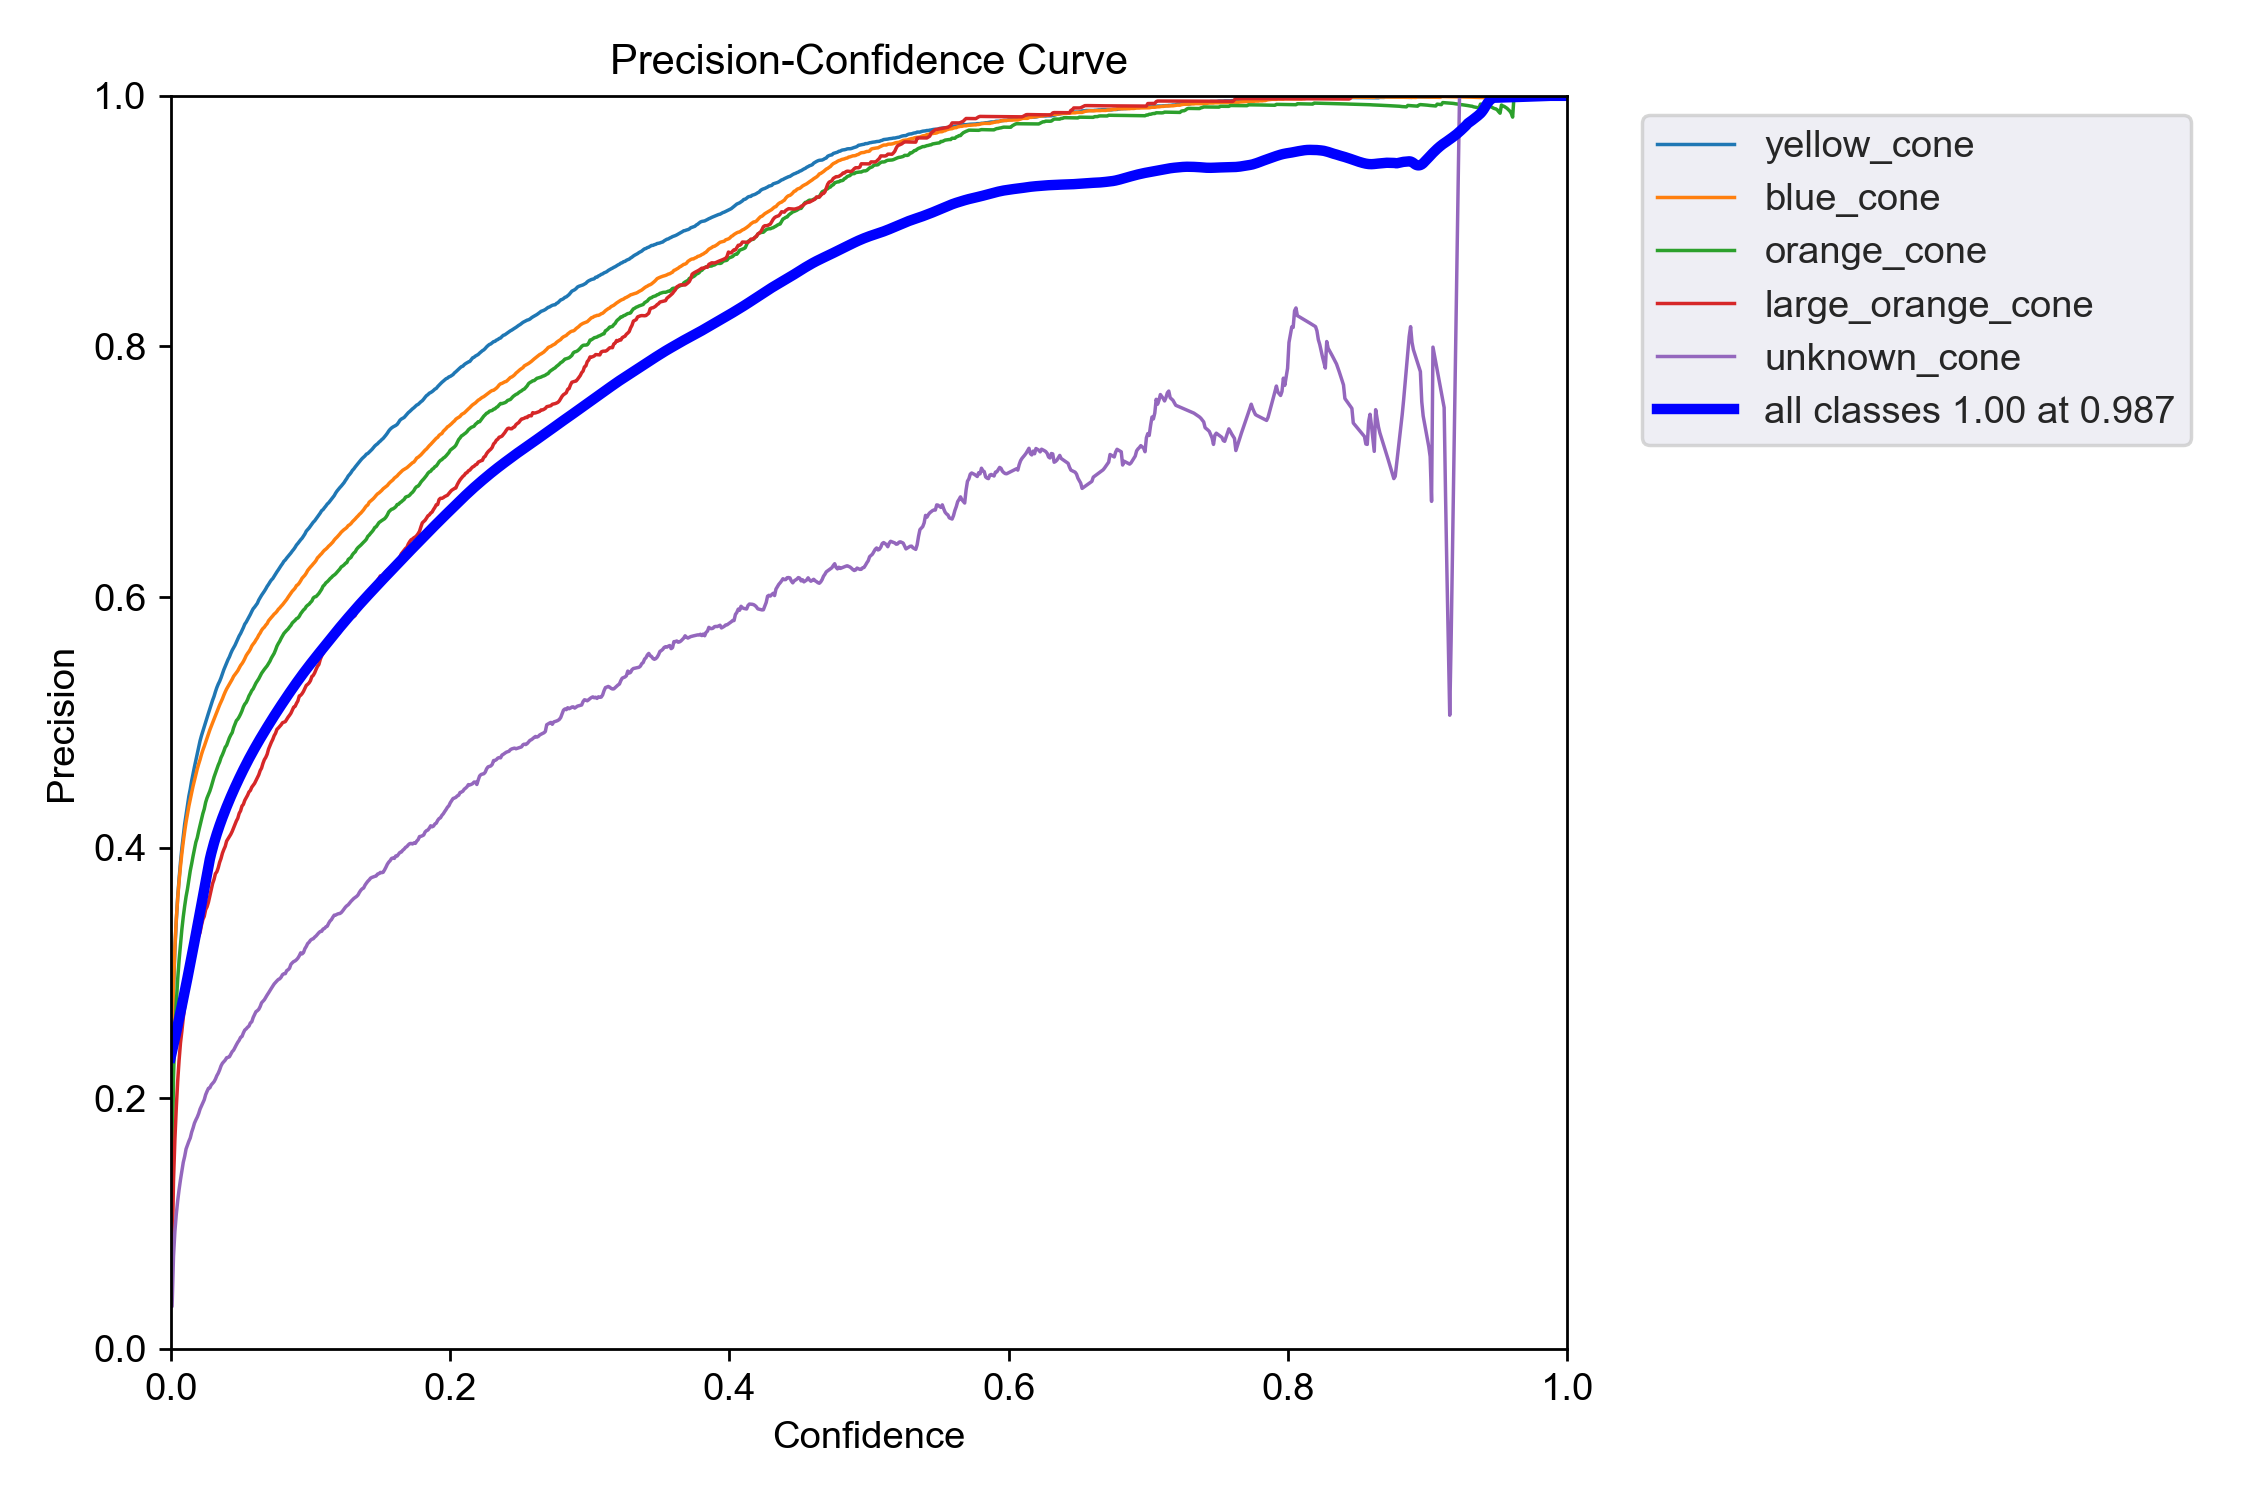 Precision-Confidence Curve
1.0
0.8
0.6
0.4
0.2
0.0
Precision
0.0 0.2 0.4 0.6 0.8 1.0
Confidence
yellow_cone
blue_cone
orange_cone
large_orange_cone
unknown_cone
all classes 1.00 at 0.987